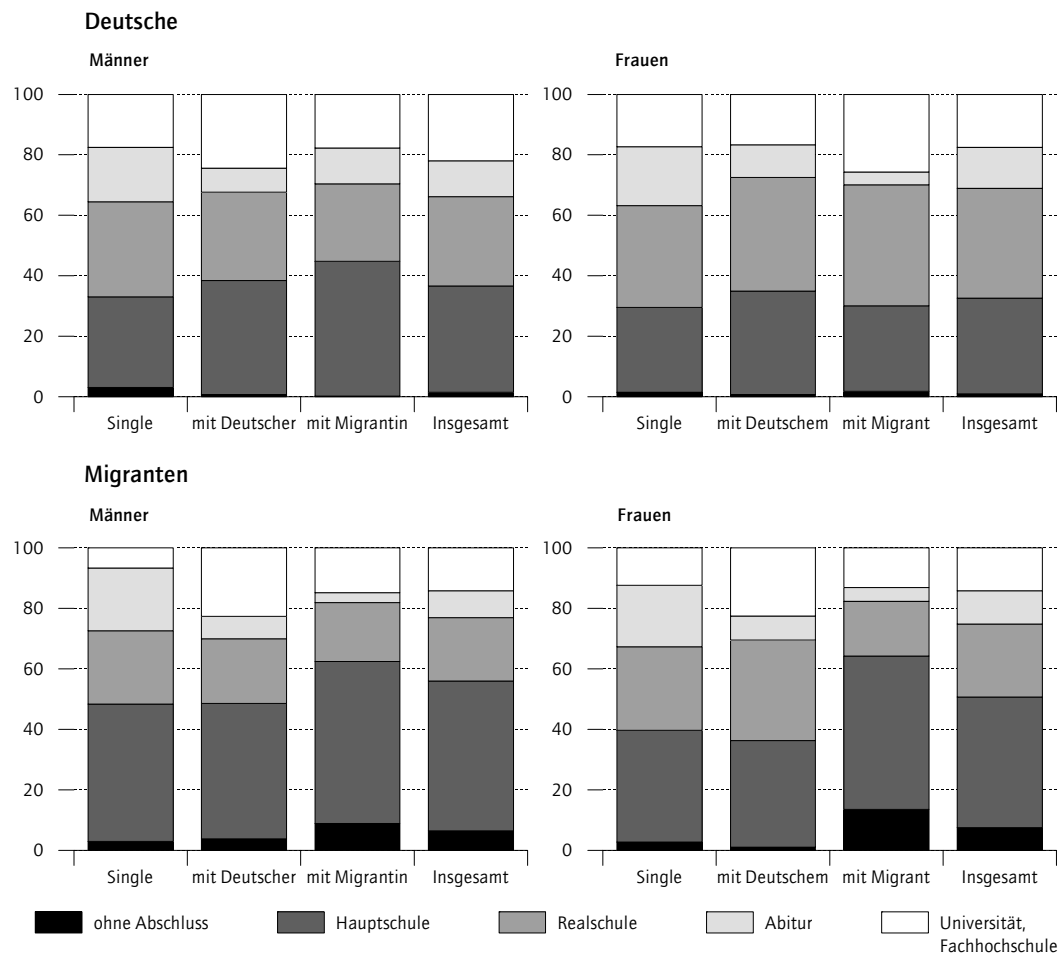 Deutsche
Männer
Frauen
100
80
60
40
20
0
Single
mit Deutscher
mit Migrantin
Insgesamt
100
80
60
40
20
0
Single
mit Deutschem
mit Migrant
Insgesamt
Migranten
Männer
Frauen
100
80
60
40
20
0
Single
mit Deutscher
mit Migrantin
Insgesamt
100
80
60
40
20
0
Single
mit Deutschem
mit Migrant
Insgesamt
ohne Abschluss
Hauptschule
Realschule
Abitur
Universität,
Fachhochschule